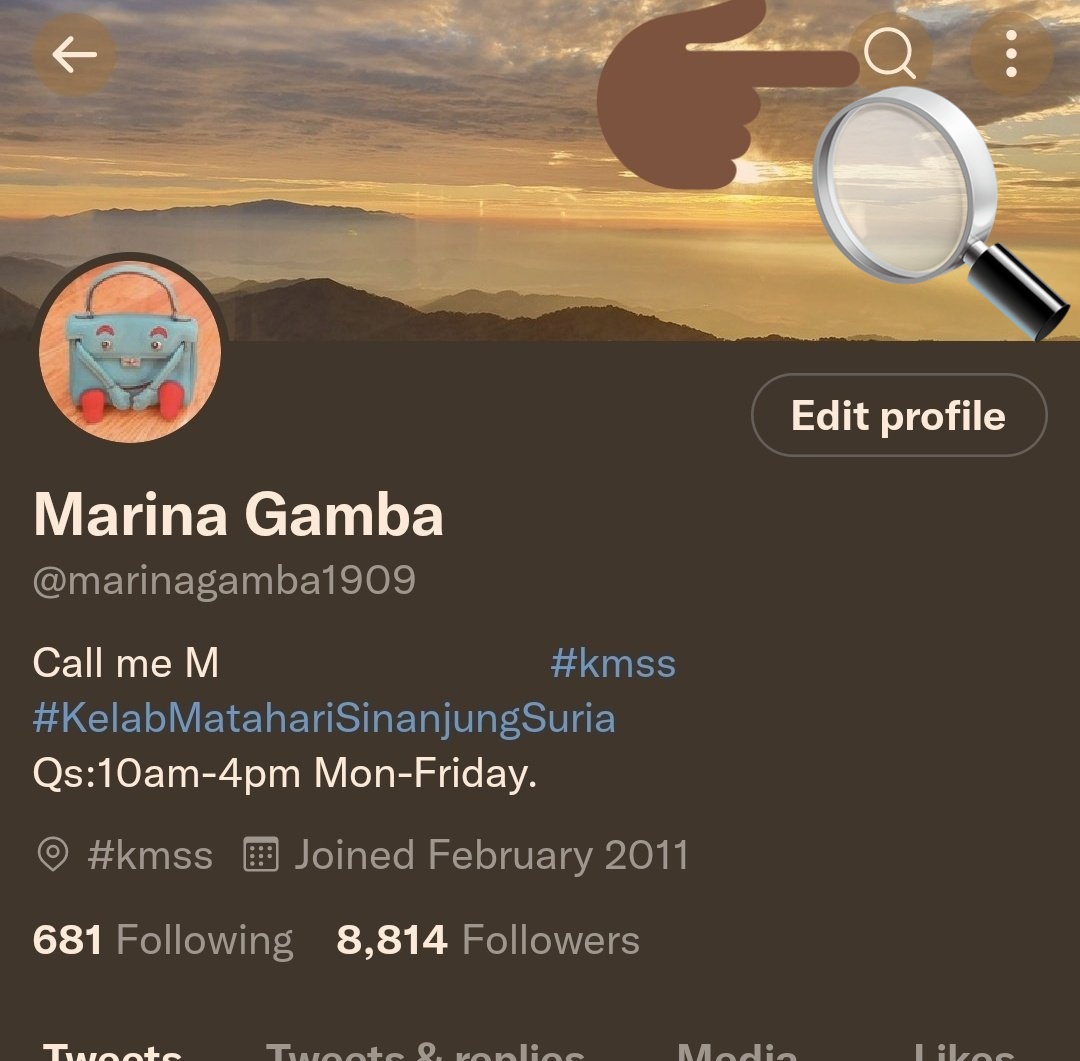 Edit profile
Marina Gamba
@marinagamba1909
Call me M #kmss
#KelabMatahariSinanjungSuria
Qs:10am-4pm Mon-Friday.
#kmss Joined February 2011
681 Following 8,814 Followers
Tweets Tweets & replies Media Likes